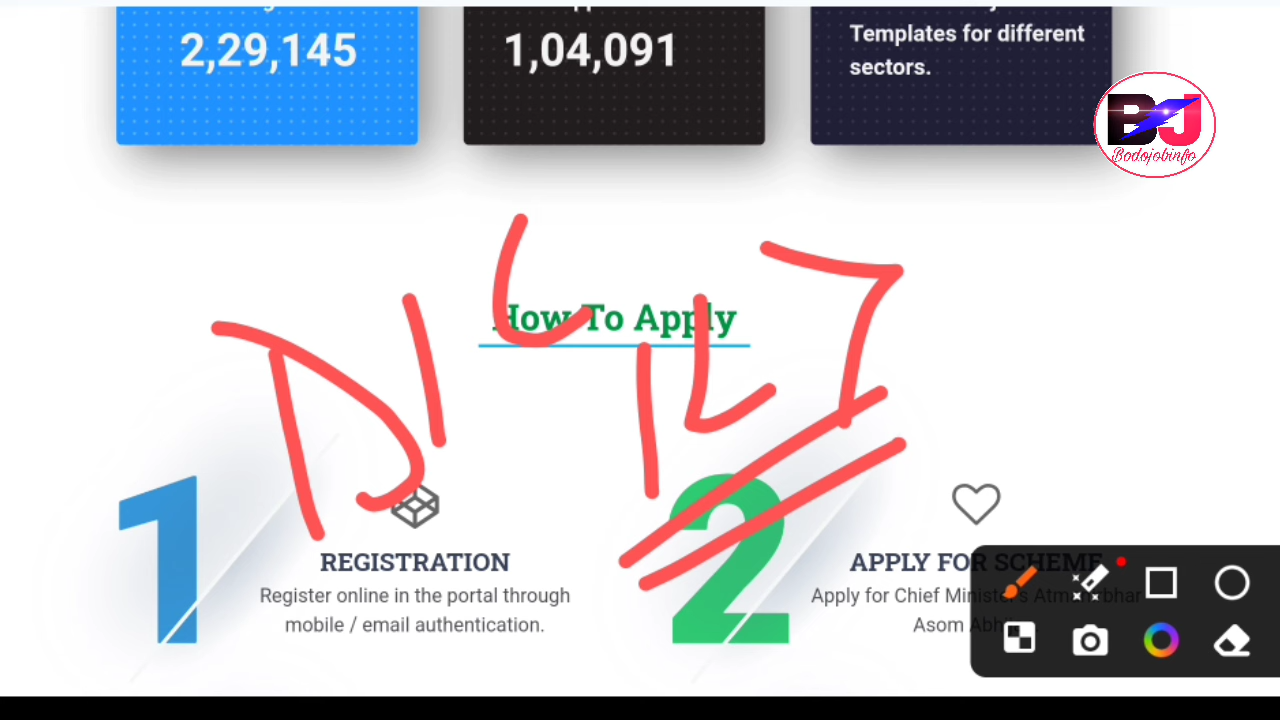 2,29,145
1,04,091
Templates for different
sectors.
BJ
Bodojobinfo
How To Apply
1
REGISTRATION
Register online in the portal through
mobile / email authentication.
2
APPLY FOR SCHEME
Apply for Chief Minister's Atmanirbhar
Asom